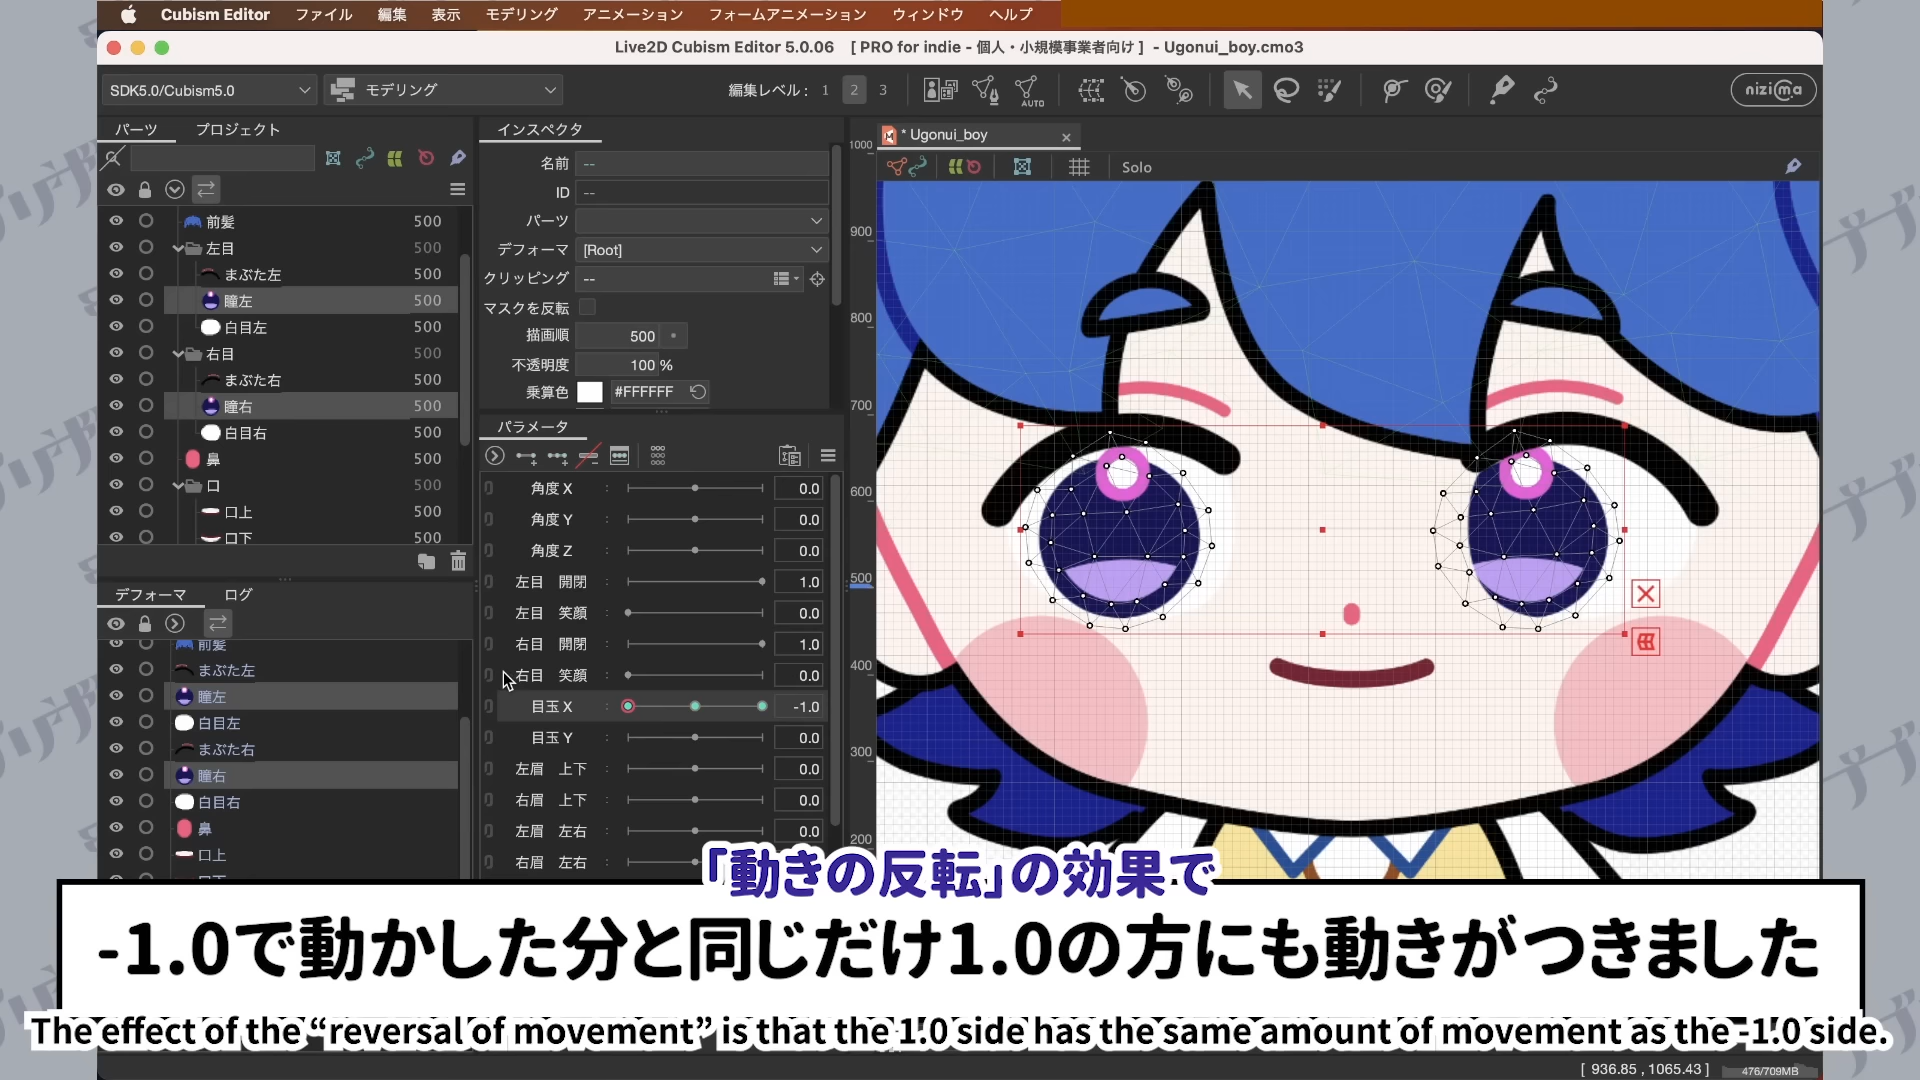 Cubism Editor ファイル 編集 表示 モデリング アニメーション フォームアニメーション ウィンドウ ヘルプ
Live2D Cubism Editor 5.0.06 [ PRO for indie - 個人・小規模事業者向け ] - Ugonui_boy.cmo3
SDK5.0/Cubism5.0 モデリング 編集レベル： 1 2 3 AUTO nizima
パーツ プロジェクト
前髪 500
左目 500
まぶた左 500
瞳左 500
白目左 500
右目 500
まぶた右 500
瞳右 500
白目右 500
鼻 500
口 500
口上 500
口下 500
デフォーマ ログ
前髪
まぶた左
瞳左
白目左
まぶた右
瞳右
白目右
鼻
口上
インスペクタ
名前 --
ID --
パーツ
デフォーマ [Root]
クリッピング --
マスクを反転
描画順 500
不透明度 100 %
乗算色 #FFFFFF
パラメータ
角度 X : 0.0
角度 Y : 0.0
角度 Z : 0.0
左目 開閉 : 1.0
左目 笑顔 : 0.0
右目 開閉 : 1.0
右目 笑顔 : 0.0
目玉 X : -1.0
目玉 Y : 0.0
左眉 上下 : 0.0
右眉 上下 : 0.0
左眉 左右 : 0.0
右眉 左右 :
* Ugonui_boy
Solo
1000
900
800
700
600
500
400
300
200
「動きの反転」の効果で
-1.0で動かした分と同じだけ1.0の方にも動きがつきました
The effect of the “reversal of movement” is that the 1.0 side has the same amount of movement as the -1.0 side.
[ 936.85 , 1065.43 ] 476/709MB